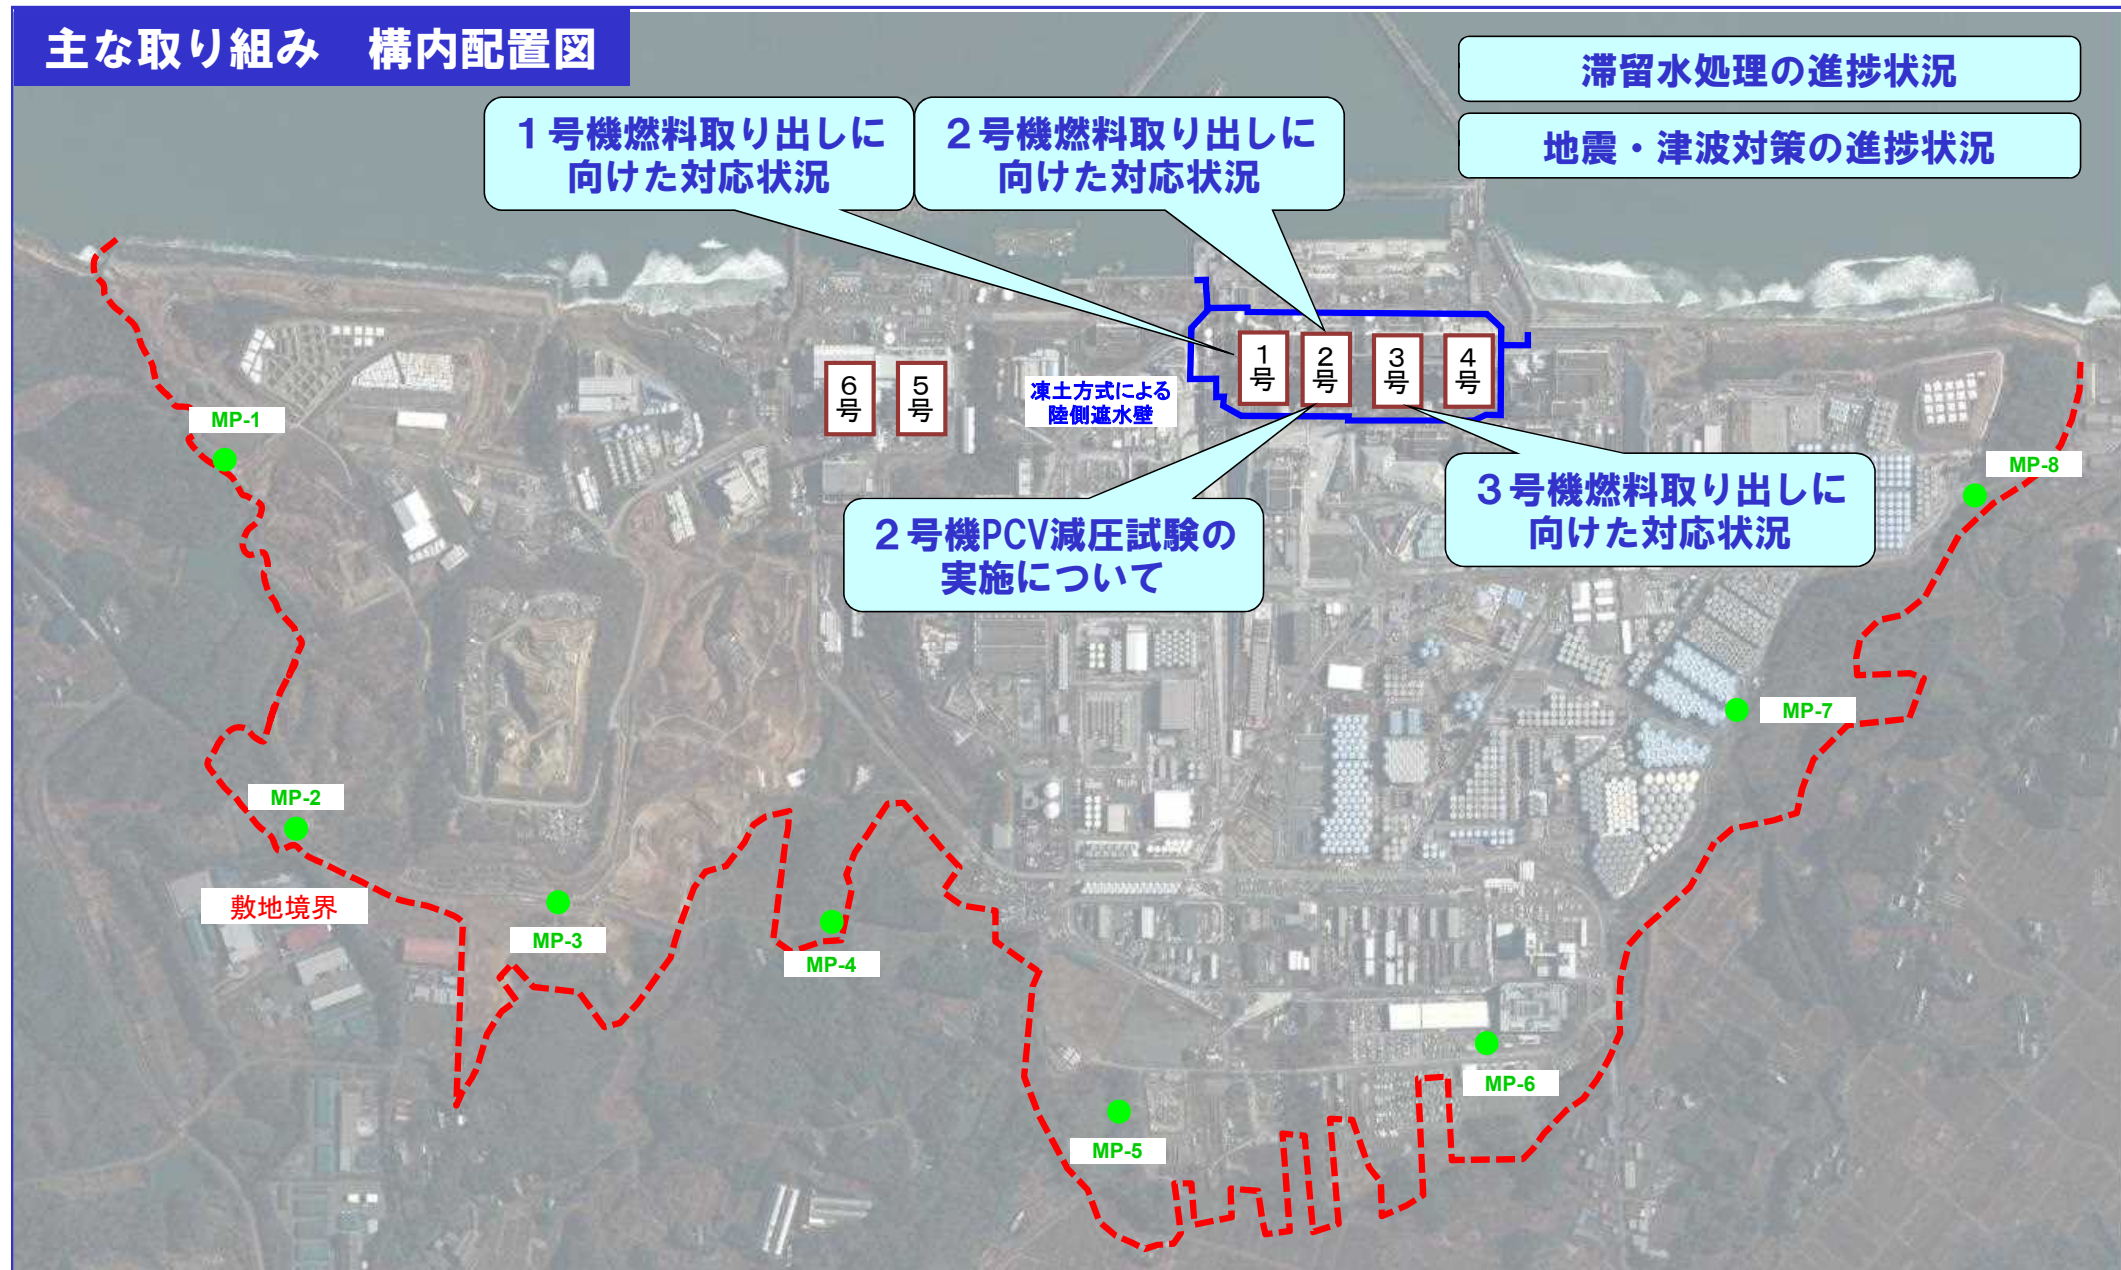 主な取り組み　構内配置図
滞留水処理の進捗状況
地震・津波対策の進捗状況
１号機燃料取り出しに
向けた対応状況
２号機燃料取り出しに
向けた対応状況
1
号
2
号
3
号
4
号
6
号
5
号
凍土方式による
陸側遮水壁
MP-1
MP-8
３号機燃料取り出しに
向けた対応状況
２号機PCV減圧試験の
実施について
MP-7
MP-2
敷地境界
MP-3
MP-4
MP-6
MP-5